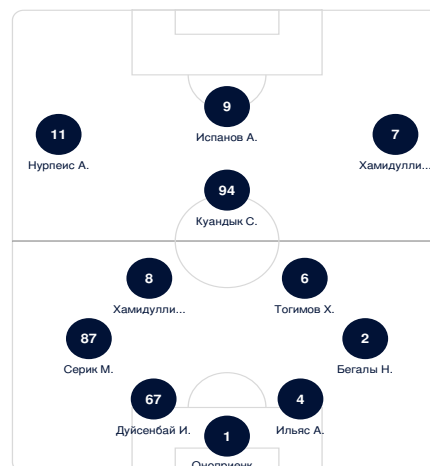 9
Испанов А.
11
Нурпеис А.
7
Хамидулли...
94
Куандык С.
8
Хамидулли...
6
Тогимов Х.
87
Серик М.
2
Бегалы Н.
67
Дуйсенбай И.
4
Ильяс А.
1